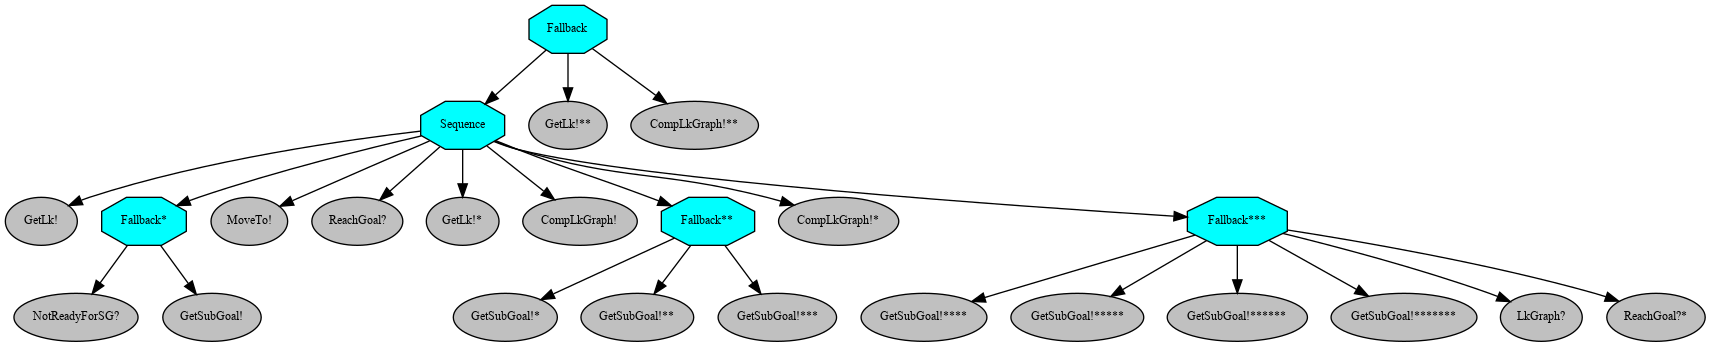 Fallback
Sequence
GetLk!**
CompLkGraph!**
GetLk!
Fallback*
MoveTo!
ReachGoal?
GetLk!*
CompLkGraph!
Fallback**
CompLkGraph!*
Fallback***
NotReadyForSG?
GetSubGoal!
GetSubGoal!*
GetSubGoal!**
GetSubGoal!***
GetSubGoal!****
GetSubGoal!*****
GetSubGoal!******
GetSubGoal!*******
LkGraph?
ReachGoal?*